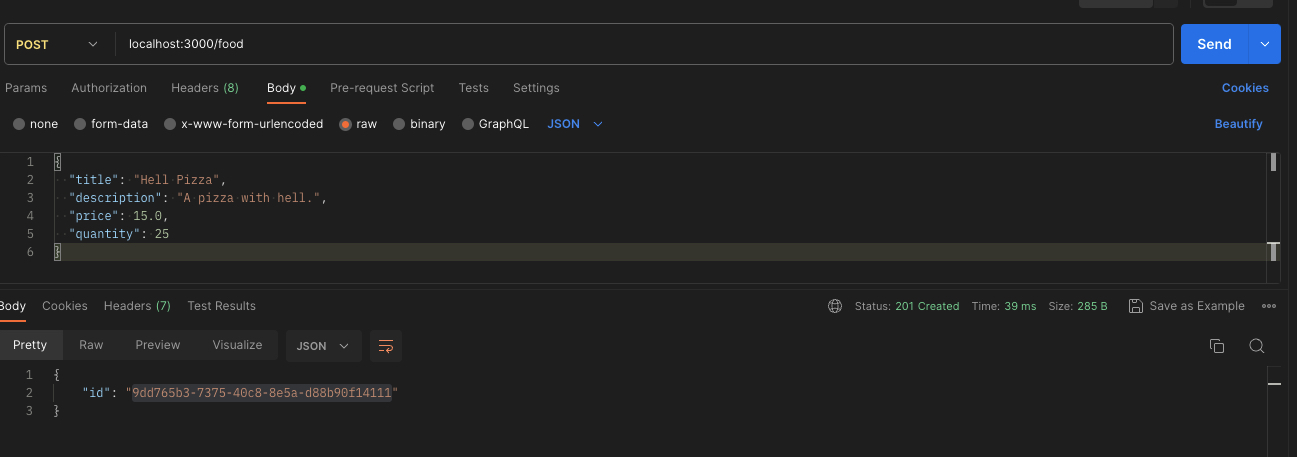 POST localhost:3000/food Send
Params Authorization Headers (8) Body Pre-request Script Tests Settings Cookies
none form-data x-www-form-urlencoded raw binary GraphQL JSON Beautify
1 {
2 "title": "Hell Pizza",
3 "description": "A pizza with hell.",
4 "price": 15.0,
5 "quantity": 25
6 }
Body Cookies Headers (7) Test Results Status: 201 Created Time: 39 ms Size: 285 B Save as Example
Pretty Raw Preview Visualize JSON
1 {
2 "id": "9dd765b3-7375-40c8-8e5a-d88b90f14111"
3 }